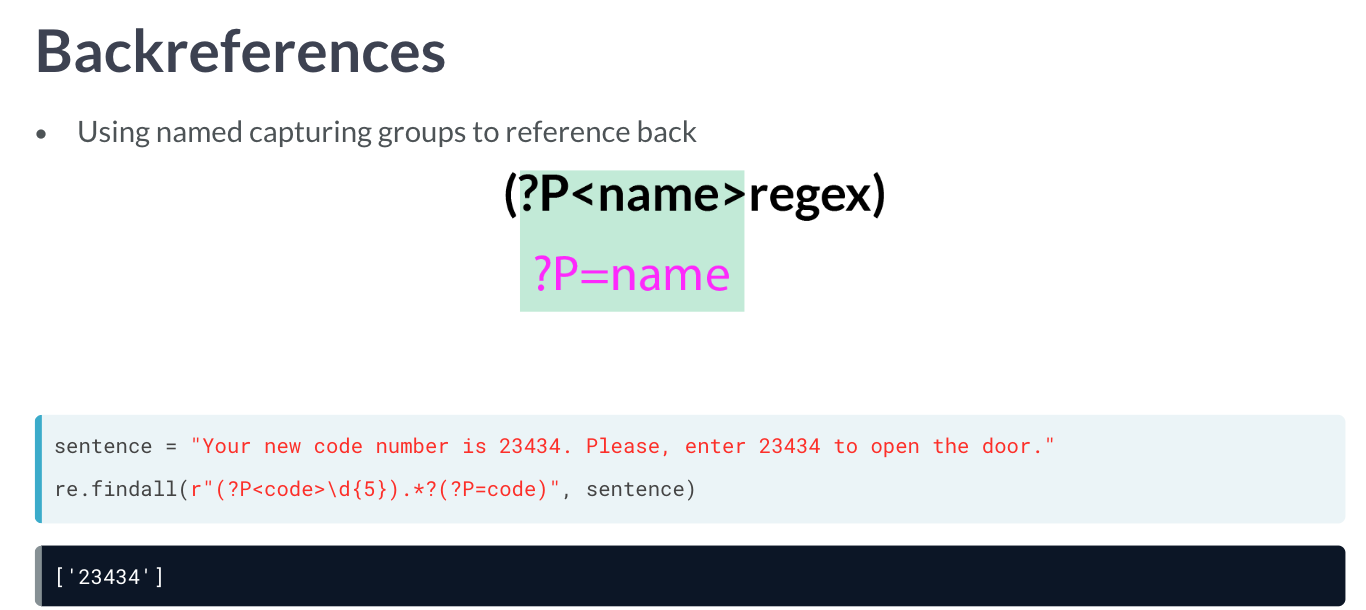 Backreferences
• Using named capturing groups to reference back
(?P<name>regex)
?P=name
sentence = "Your new code number is 23434. Please, enter 23434 to open the door."
re.findall(r"(?P<code>\d{5}).*?(?P=code)", sentence)
['23434']